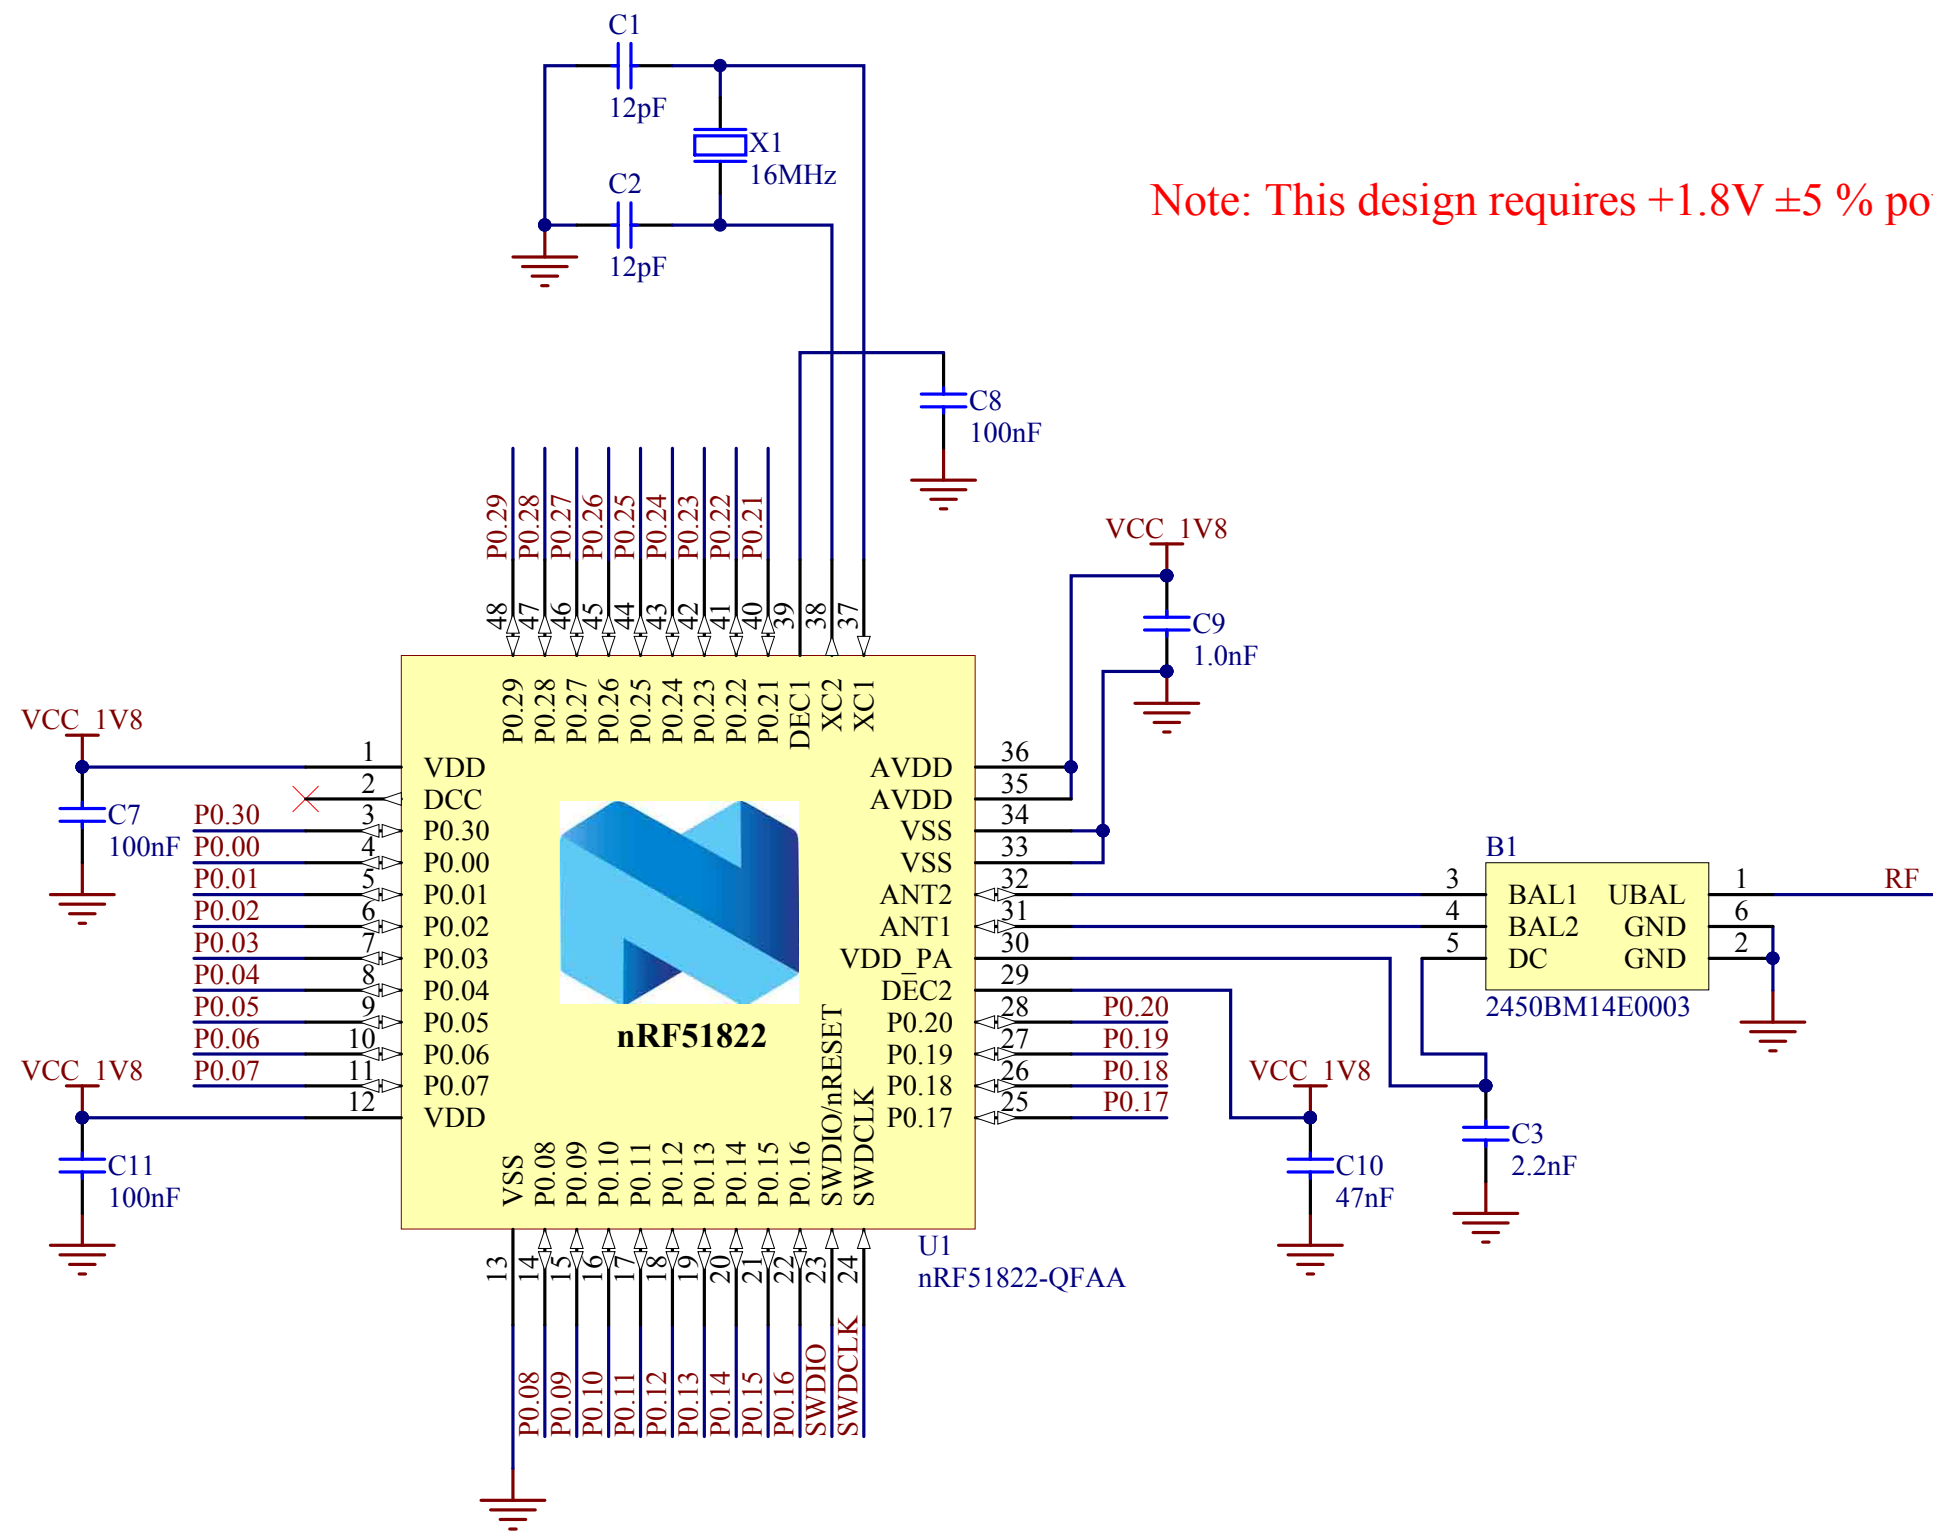 C1
12pF
X1
16MHz
C2
12pF
Note: This design requires +1.8V ±5 %
C8
100nF
P0.29
P0.28
P0.27
P0.26
P0.25
P0.24
P0.23
P0.22
P0.21
48
47
46
45
44
43
42
41
40
39
38
37
VCC_1V8
C9
1.0nF
P0.29
P0.28
P0.27
P0.26
P0.25
P0.24
P0.23
P0.22
P0.21
DEC1
XC2
XC1
VCC_1V8
C7
100nF
1 VDD
2 DCC
P0.30 3 P0.30
P0.00 4 P0.00
P0.01 5 P0.01
P0.02 6 P0.02
P0.03 7 P0.03
P0.04 8 P0.04
P0.05 9 P0.05
P0.06 10 P0.06
P0.07 11 P0.07
12 VDD
VCC_1V8
C11
100nF
nRF51822
AVDD 36
AVDD 35
VSS 34
VSS 33
ANT2 32
ANT1 31
VDD_PA 30
DEC2 29
P0.20 28 P0.20
P0.19 27 P0.19
P0.18 26 P0.18
P0.17 25 P0.17
B1
3 BAL1 UBAL 1 RF
4 BAL2 GND 6
5 DC GND 2
2450BM14E0003
VCC_1V8
C10
47nF
C3
2.2nF
VSS
P0.08
P0.09
P0.10
P0.11
P0.12
P0.13
P0.14
P0.15
P0.16
SWDIO/nRESET
SWDCLK
U1
nRF51822-QFAA
13
14
15
16
17
18
19
20
21
22
23
24
P0.08
P0.09
P0.10
P0.11
P0.12
P0.13
P0.14
P0.15
P0.16
SWDIO
SWDCLK